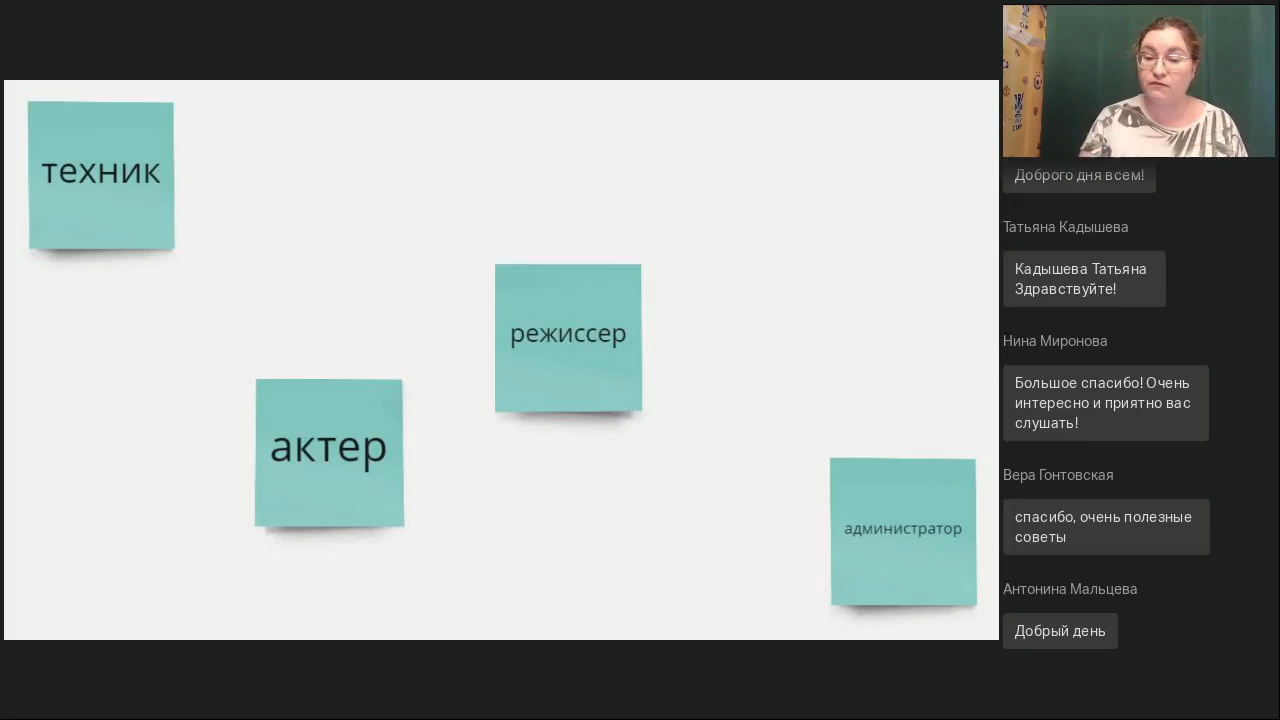 техник
режиссер
актер
администратор
Доброго дня всем!
Татьяна Кадышева
Кадышева Татьяна
Здравствуйте!
Нина Миронова
Большое спасибо! Очень
интересно и приятно вас
слушать!
Вера Гонтовская
спасибо, очень полезные
советы
Антонина Мальцева
Добрый день